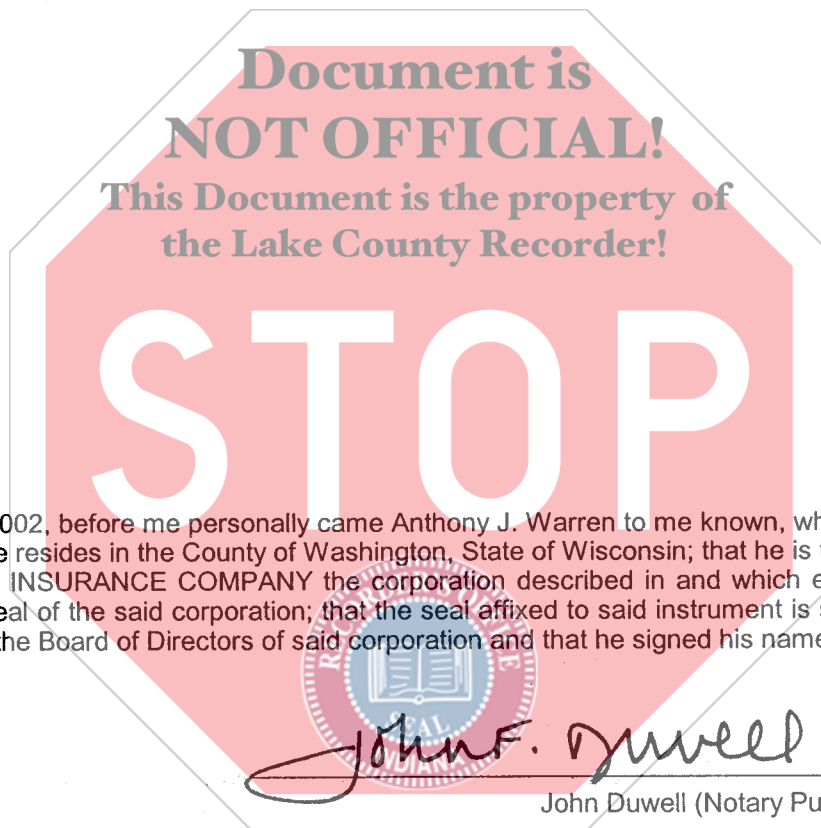 Document is
NOT OFFICIAL!
This Document is the property of
the Lake County Recorder!
STOP
002, before me personally came Anthony J. Warren to me known, wh
e resides in the County of Washington, State of Wisconsin; that he is
INSURANCE COMPANY the corporation described in and which e
eal of the said corporation; that the seal affixed to said instrument is s
the Board of Directors of said corporation and that he signed his name
SEAL
INDIANA
John F. Duwell
John Duwell (Notary Pu